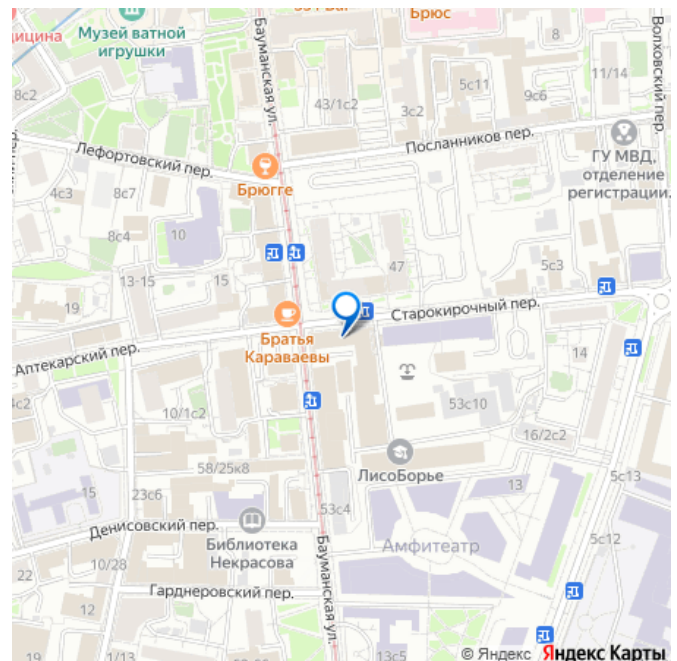 Брюс
дицина
Музей ватной
игрушки
Бауманская ул.
Волховский пер.
8
5с11
11/14
8с2
43/1с2
3с2
9с6
Посланников пер.
ГУ МВД,
отделение
регистрации...
Лефортовский пер.
Брюгге
4с3
8с7
10
8с4
47
5с3
13-15
15
19
Старокирочный пер.
Братья
Караваевы
Аптекарский пер.
14
4с2
10/1с2
53с10
16/2с2
58/25к8
ЛисоБорье
5с13
15
23с6
13
53с4
Денисовский пер.
Библиотека
Некрасова
Амфитеатр
5с12
22
10/28
Бауманская ул.
Гарднеровский пер.
12
19
1/13
13с5
© Яндекс Яндекс Карты